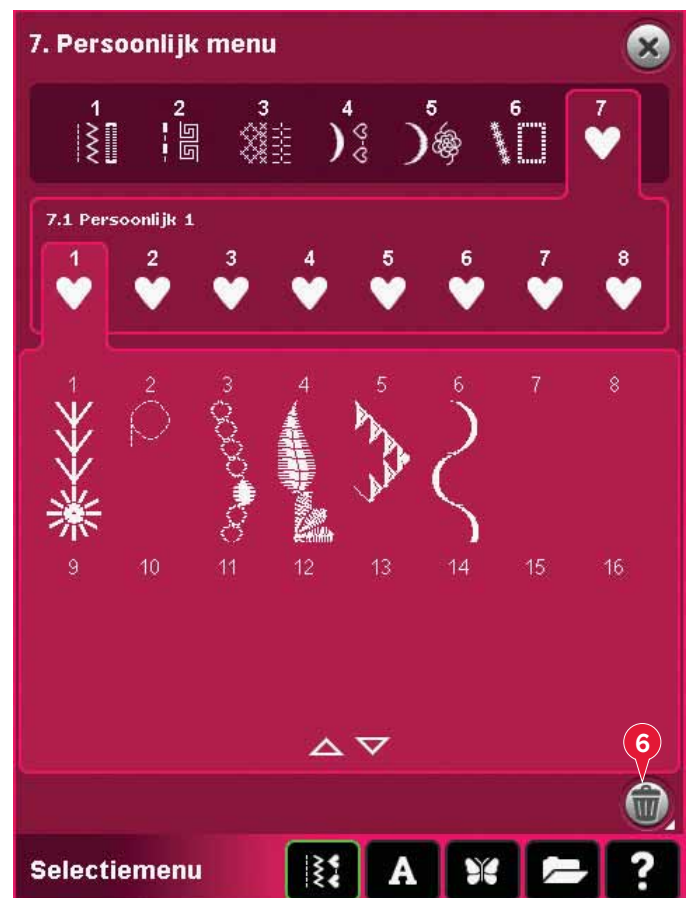 7. Persoonlijk menu
1 2 3 4 5 6 7
7.1 Persoonlijk 1
1 2 3 4 5 6 7 8
1 2 3 4 5 6 7 8
9 10 11 12 13 14 15 16
6
Selectiemenu A ?